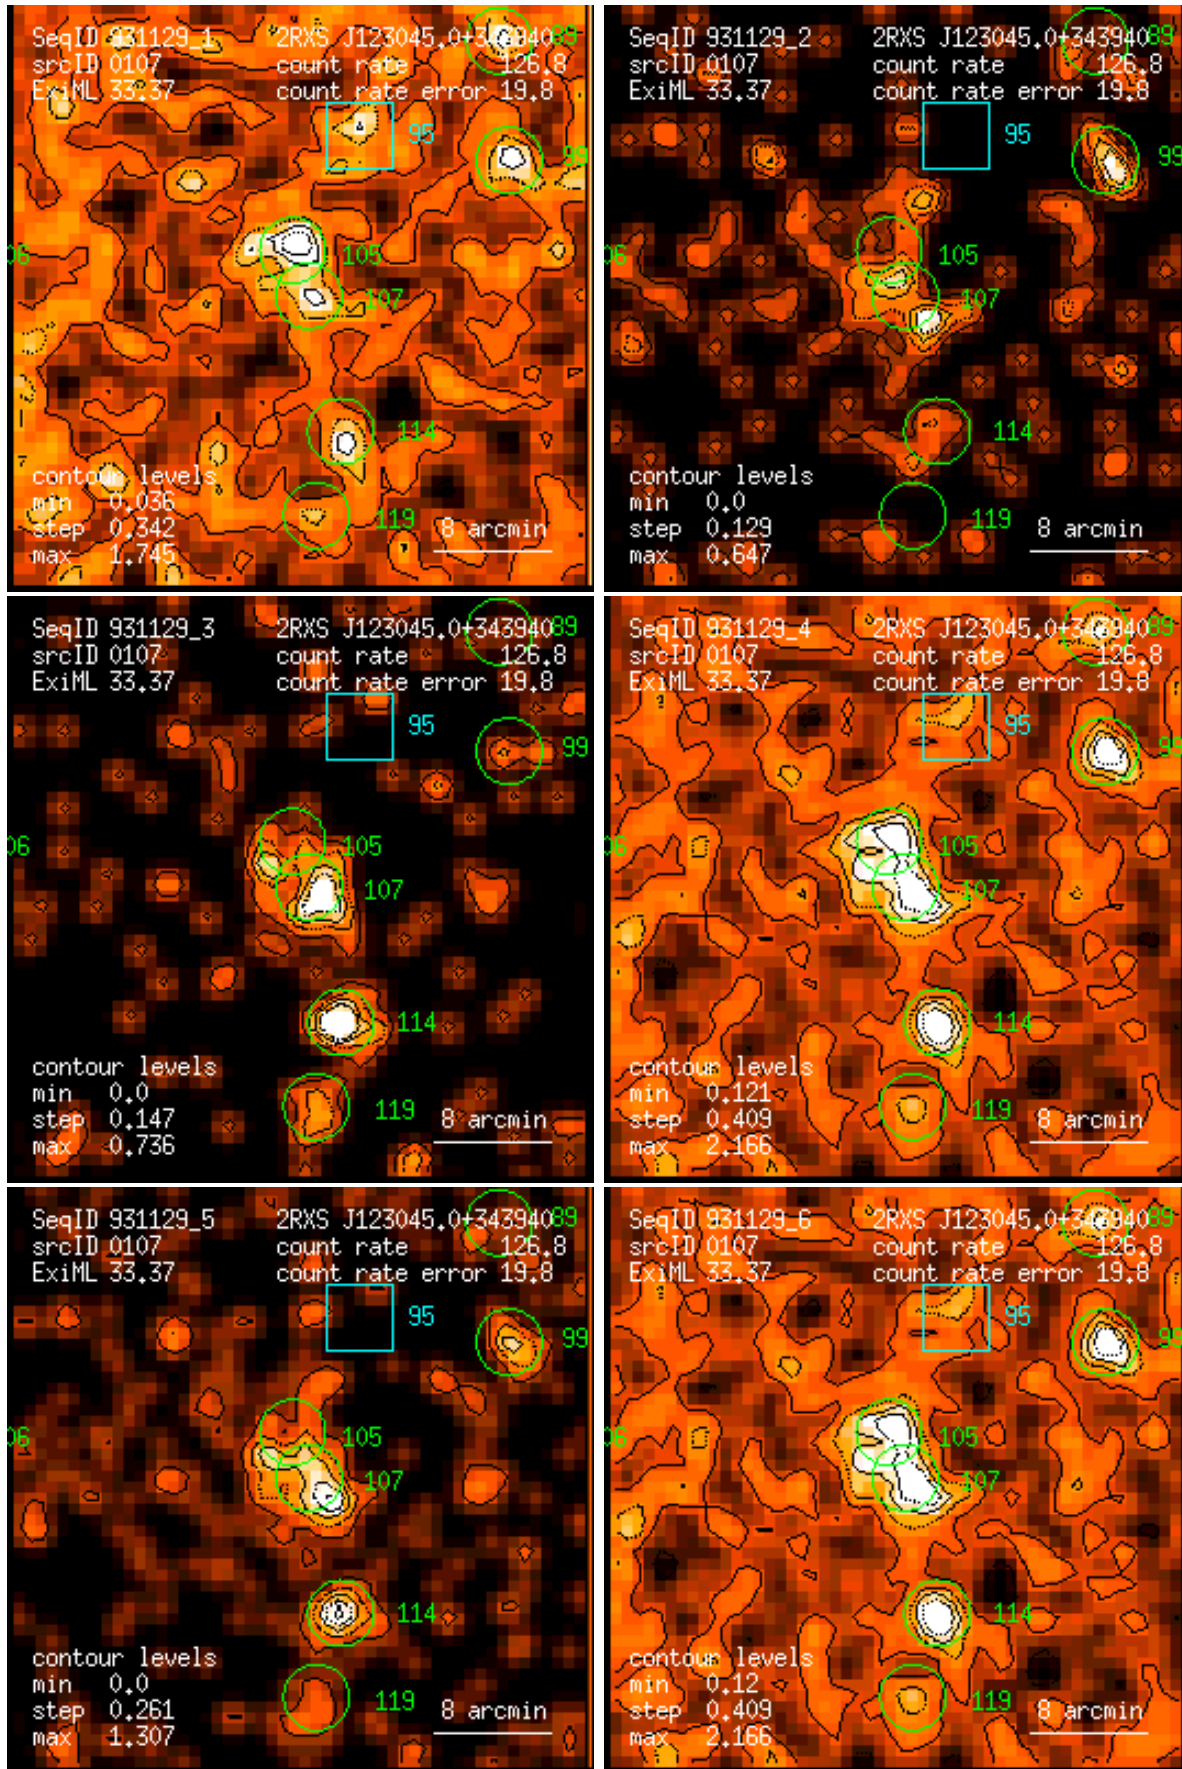 SeqID 931129_1 2RXS J123045.0+343940 89
srcID 0107 count rate 126.8
ExiML 33.37 count rate error 19.8
95
99
06 105
107
114
contour levels
min 0.036
119
step 0.342 8 arcmin
max 1.745
SeqID 931129_2 2RXS J123045.0+343940 89
srcID 0107 count rate 126.8
ExiML 33.37 count rate error 19.8
95
99
06 105
107
114
contour levels
min 0.0
119
step 0.129 8 arcmin
max 0.647
SeqID 931129_3 2RXS J123045.0+343940 89
srcID 0107 count rate 126.8
ExiML 33.37 count rate error 19.8
95
99
06 105
107
114
contour levels
min 0.0
119
step 0.147 8 arcmin
max 0.736
SeqID 931129_4 2RXS J123045.0+343940 89
srcID 0107 count rate 126.8
ExiML 33.37 count rate error 19.8
95
99
06 105
107
114
contour levels
min 0.121
119
step 0.409 8 arcmin
max 2.166
SeqID 931129_5 2RXS J123045.0+343940 89
srcID 0107 count rate 126.8
ExiML 33.37 count rate error 19.8
95
99
06 105
107
114
contour levels
min 0.0
119
step 0.261 8 arcmin
max 1.307
SeqID 931129_6 2RXS J123045.0+343940 89
srcID 0107 count rate 126.8
ExiML 33.37 count rate error 19.8
95
99
06 105
107
114
contour levels
min 0.12
119
step 0.409 8 arcmin
max 2.166